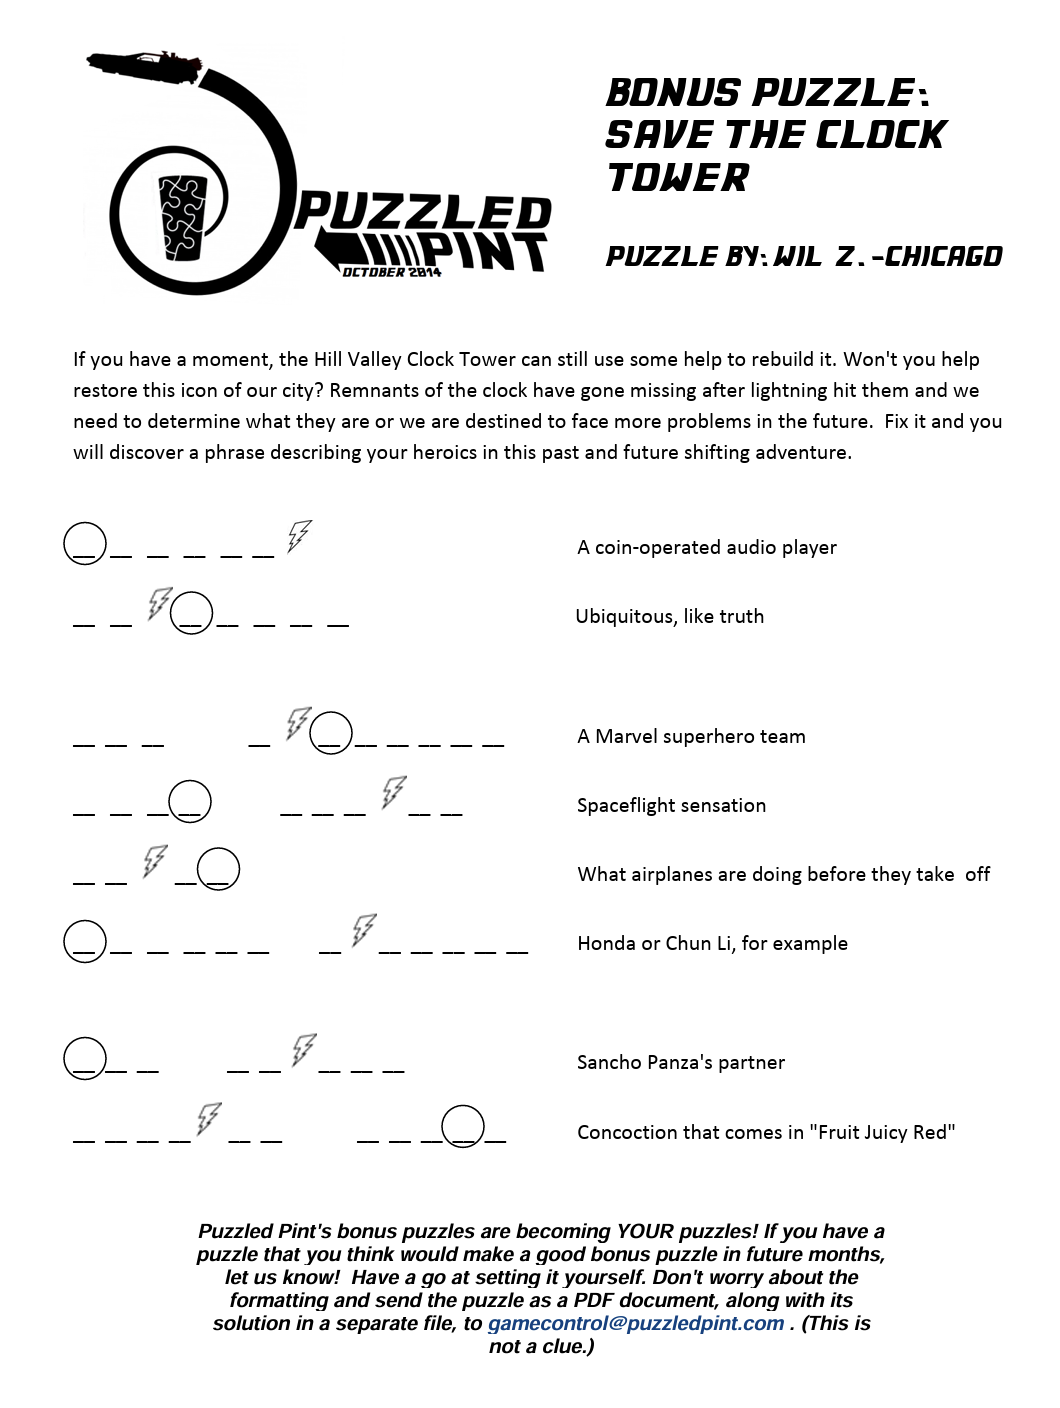 PUZZLED
PINT
OCTOBER 2014
BONUS PUZZLE:
SAVE THE CLOCK
TOWER
PUZZLE BY: WIL Z.-CHICAGO
If you have a moment, the Hill Valley Clock Tower can still use some help to rebuild it. Won't you help
restore this icon of our city? Remnants of the clock have gone missing after lightning hit them and we
need to determine what they are or we are destined to face more problems in the future.  Fix it and you
will discover a phrase describing your heroics in this past and future shifting adventure.
A coin-operated audio player
Ubiquitous, like truth
A Marvel superhero team
Spaceflight sensation
What airplanes are doing before they take  off
Honda or Chun Li, for example
Sancho Panza's partner
Concoction that comes in "Fruit Juicy Red"
Puzzled Pint's bonus puzzles are becoming YOUR puzzles! If you have a
puzzle that you think would make a good bonus puzzle in future months,
let us know!  Have a go at setting it yourself. Don't worry about the
formatting and send the puzzle as a PDF document, along with its
solution in a separate file, to gamecontrol@puzzledpint.com . (This is
not a clue.)